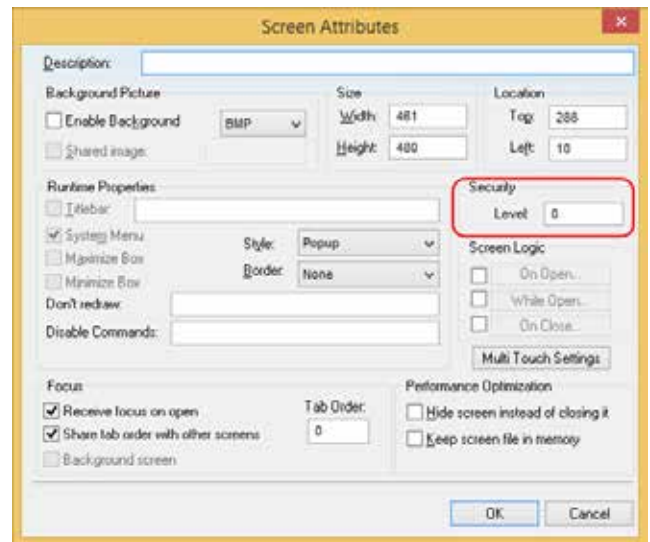 Screen Attributes
Description:
Background Picture
Enable Background
BMP
Shared image:
Size
Width: 461
Height: 480
Location
Top: 288
Left: 10
Runtime Properties
Titlebar:
System Menu
Maximize Box
Minimize Box
Style: Popup
Border: None
Don't redraw:
Disable Commands:
Security
Level: 0
Screen Logic
On Open...
While Open...
On Close...
Multi Touch Settings
Focus
Receive focus on open
Share tab order with other screens
Background screen
Tab Order:
0
Performance Optimization
Hide screen instead of closing it
Keep screen file in memory
OK
Cancel